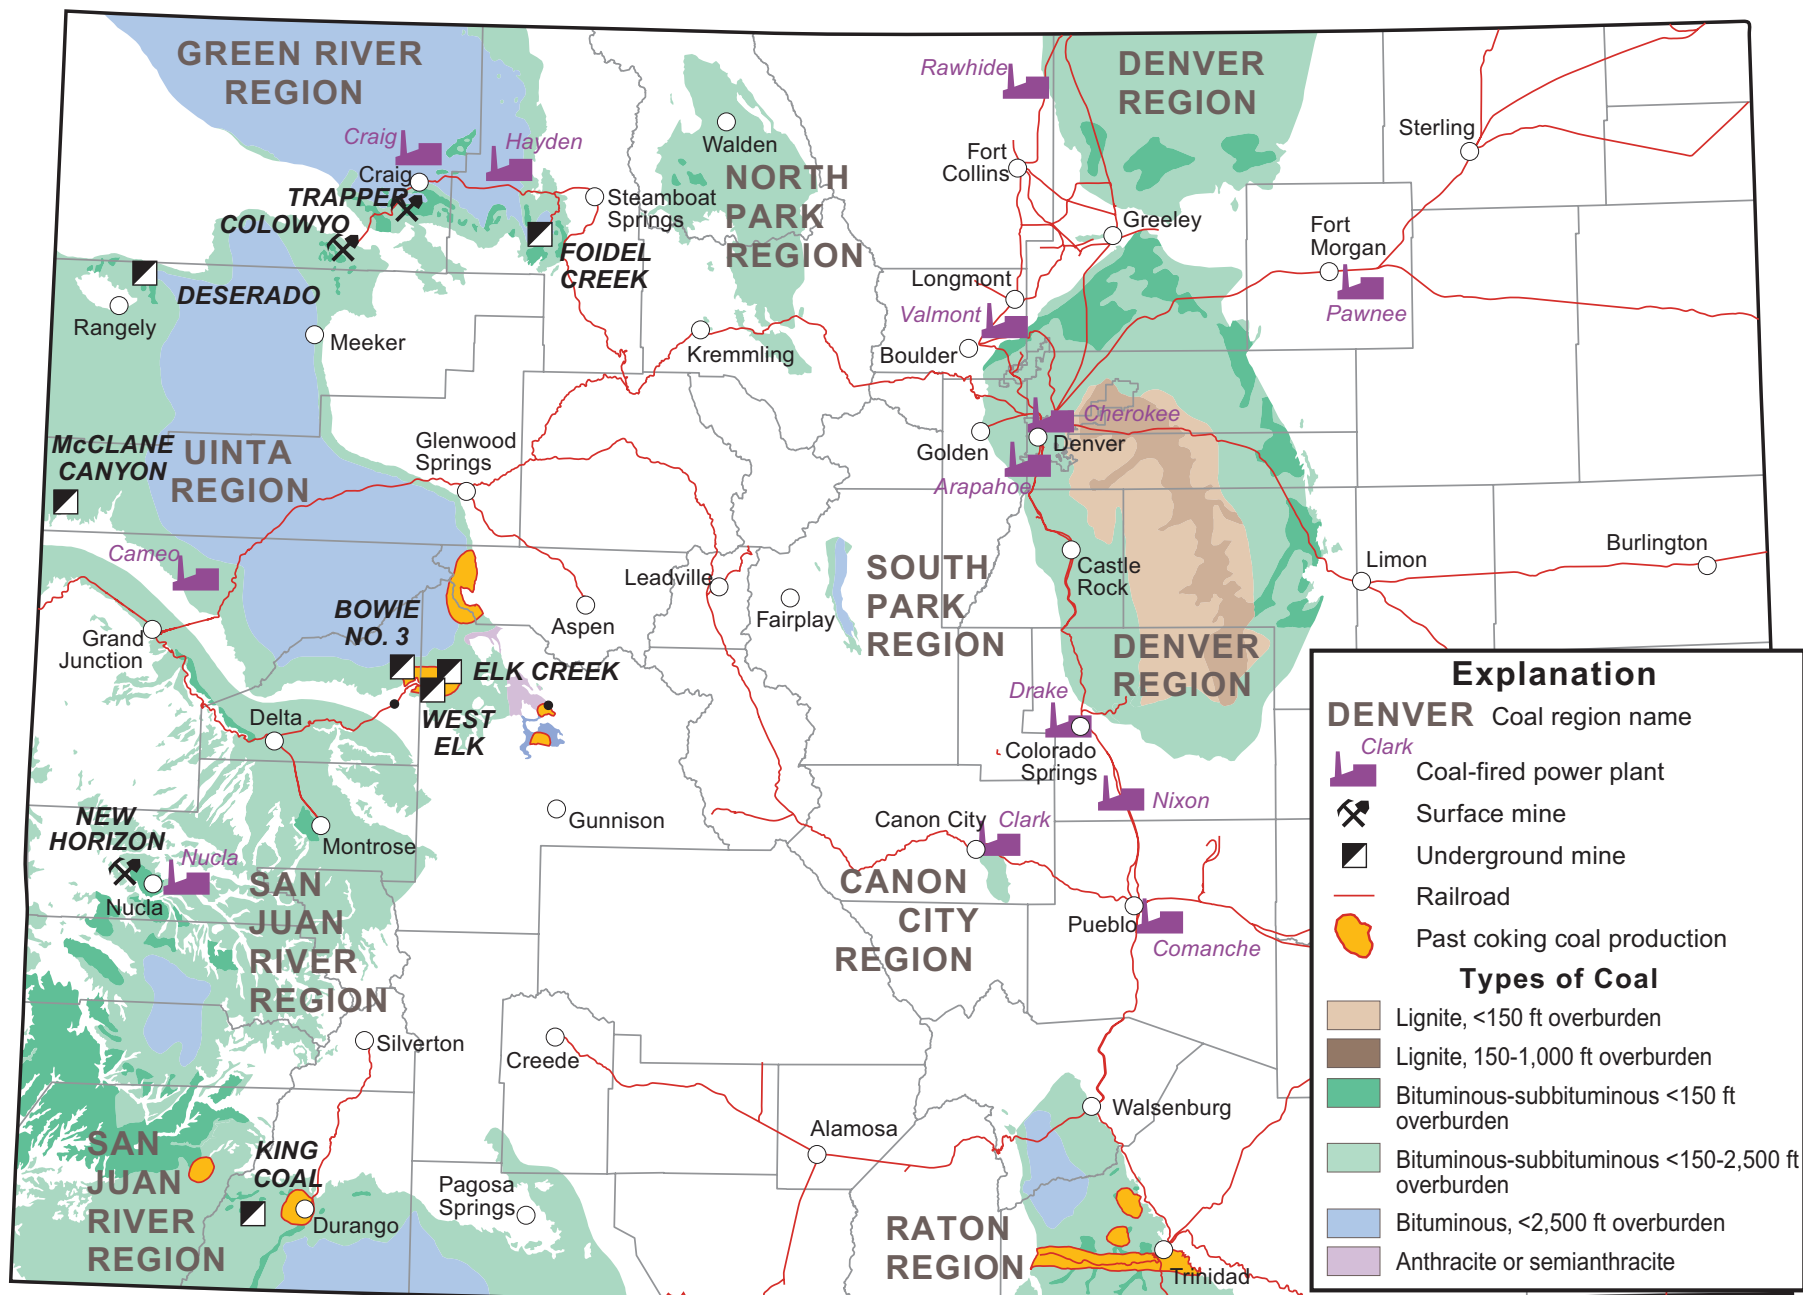 GREEN RIVER
REGION
Rawhide
DENVER
REGION
Craig
Hayden
Walden
Sterling
Fort
Collins
Craig
TRAPPER
COLOWYO
Steamboat
Springs
NORTH
PARK
REGION
Greeley
Fort
Morgan
FOIDEL
CREEK
DESERADO
Rangely
Meeker
Kremmling
Longmont
Valmont
Boulder
Pawnee
McCLANE
CANYON
UINTA
REGION
Glenwood
Springs
Cherokee
Golden
Denver
Arapahoe
Cameo
Leadville
Fairplay
SOUTH
PARK
REGION
Castle
Rock
Limon
Burlington
Grand
Junction
BOWIE
NO. 3
Aspen
ELK CREEK
WEST
ELK
Delta
DENVER
REGION
Drake
Colorado
Springs
Nixon
NEW
HORIZON
Nucla
Nucla
Montrose
Gunnison
Canon City
Clark
SAN
JUAN
RIVER
REGION
CANON
CITY
REGION
Pueblo
Comanche
Silverton
Creede
Walsenburg
Alamosa
SAN
JUAN
RIVER
REGION
KING
COAL
Durango
Pagosa
Springs
RATON
REGION
Trinidad
Explanation
DENVER Coal region name
Clark
Coal-fired power plant
Surface mine
Underground mine
Railroad
Past coking coal production
Types of Coal
Lignite, <150 ft overburden
Lignite, 150-1,000 ft overburden
Bituminous-subbituminous <150 ft
overburden
Bituminous-subbituminous <150-2,500 ft
overburden
Bituminous, <2,500 ft overburden
Anthracite or semianthracite